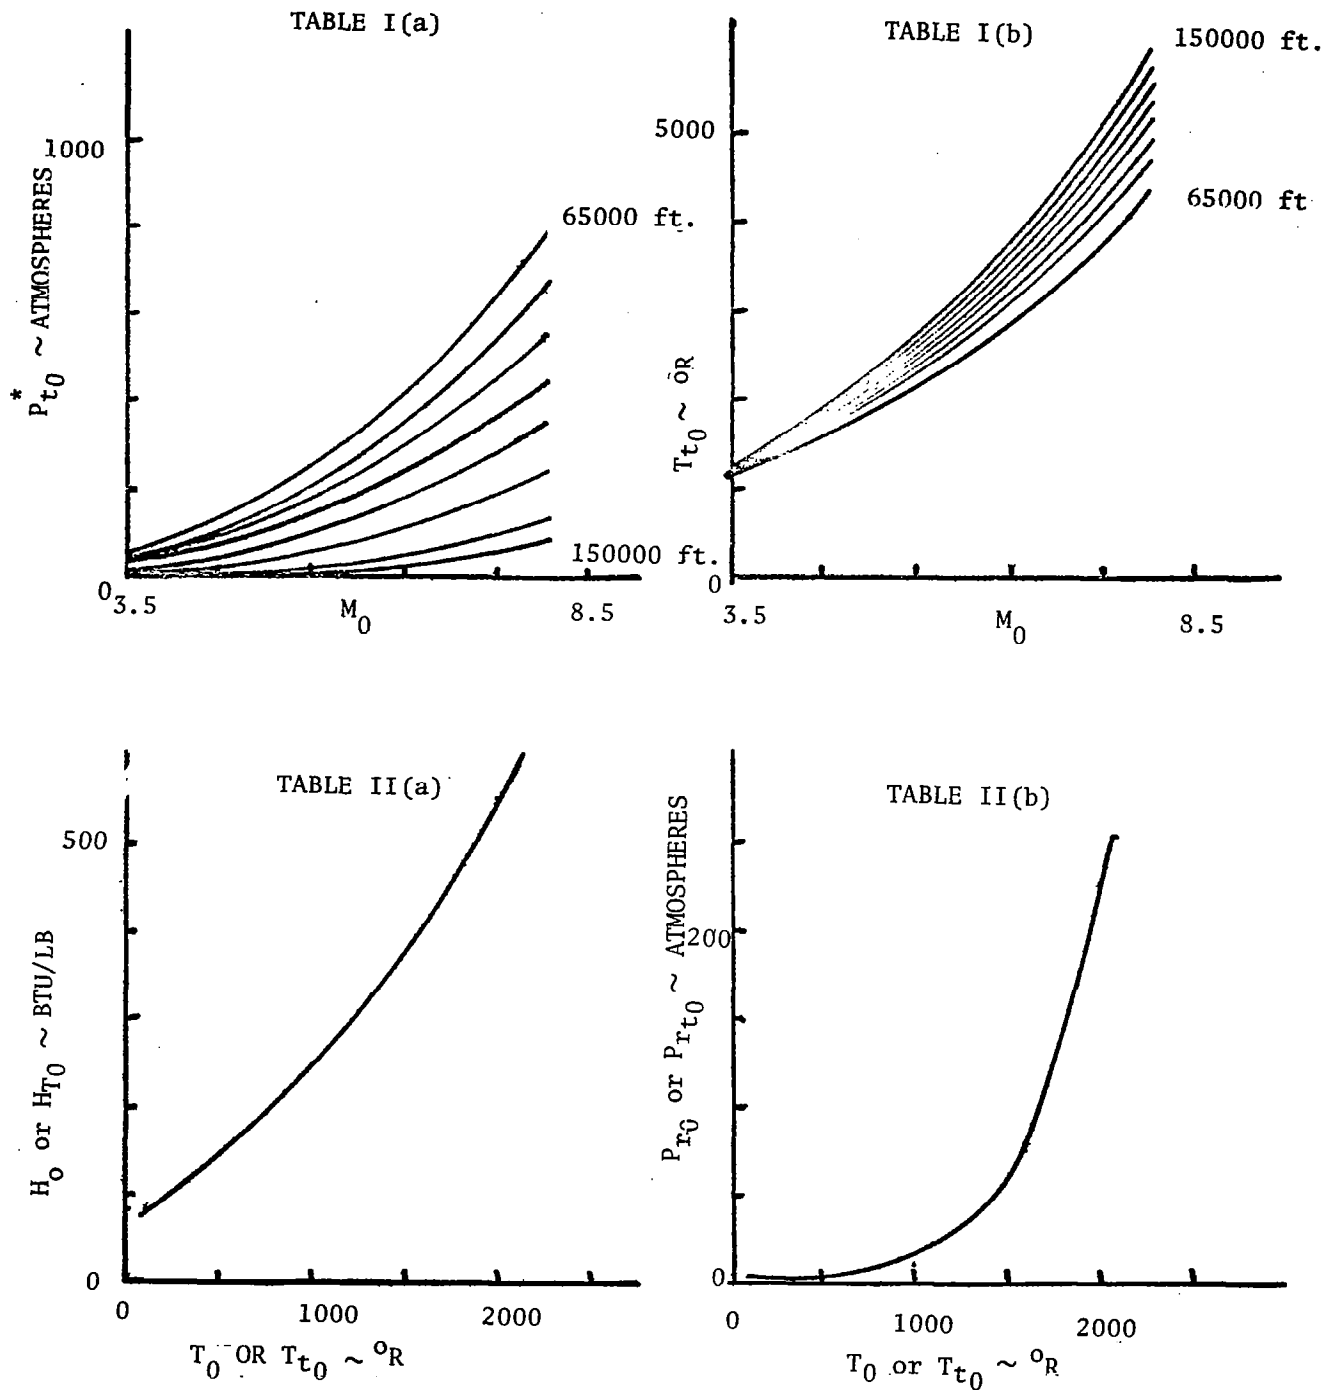 TABLE I(a)
1000
P*t0 ~ ATMOSPHERES
65000 ft.
150000 ft.
0
3.5
M0
8.5
TABLE I(b)
150000 ft.
5000
65000 ft
Tt0 ~ oR
0
3.5
M0
8.5
TABLE II(a)
500
Ho or HT0 ~ BTU/LB
0
0
1000
2000
T0 OR Tt0 ~ oR
TABLE II(b)
Pr0 or Prt0 ~ ATMOSPHERES
200
0
0
1000
2000
T0 or Tt0 ~ oR